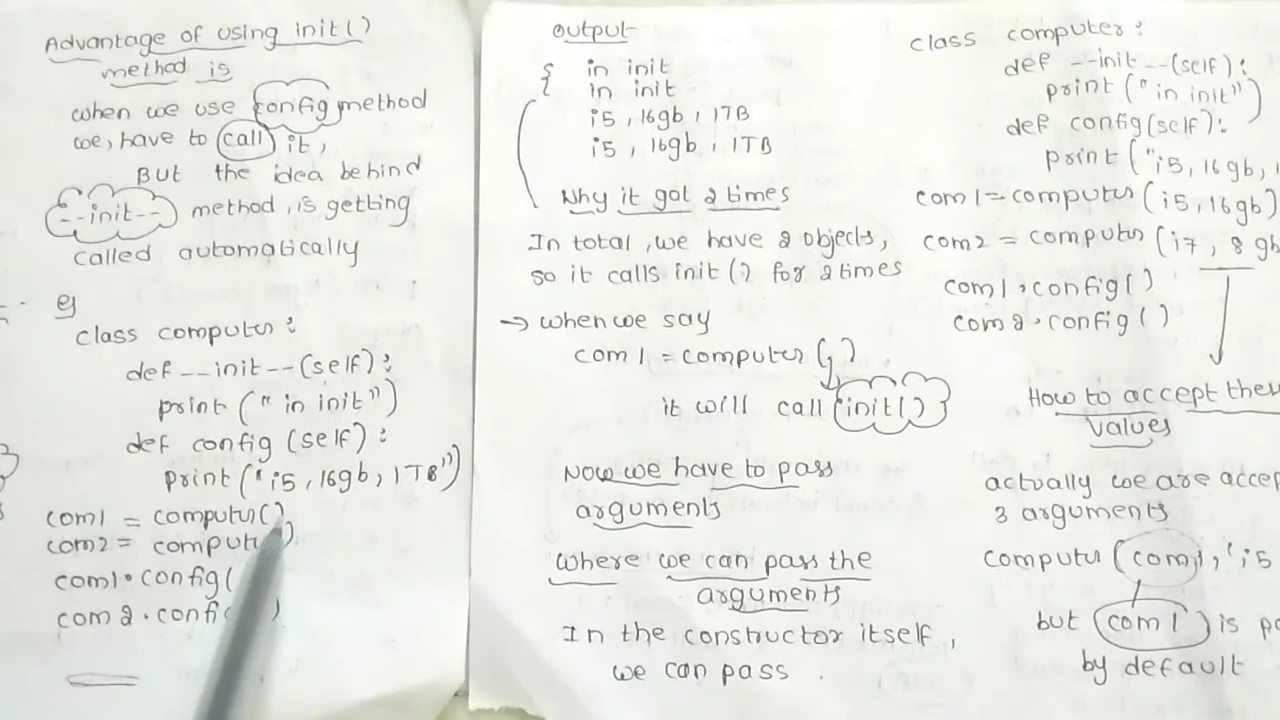 Advantage of using init()
method is
when we use config method
we, have to call it,
But the idea behind
--init-- method, is getting
called automatically
eg
class computer:
def --init--(self):
print ("in init")
def config (self):
print ("i5, 16gb, 1TB")
com1 = computer()
com2 = comput )
com1.config(
com2.confi )
output
{ in init
in init
i5, 16gb, 1TB
i5, 16gb, 1TB
Why it got 2 times
In total, we have 2 objects,
so it calls init() for 2 times
→ when we say
com1 = computer()
it will call init()
Now we have to pass
arguments
Where we can pass the
arguments
In the constructor itself,
we can pass.
class computer:
def --init--(self):
print ("in init")
def config(self):
print ("i5, 16gb, 1
com1 = computer (i5, 16gb)
com2 = computer (i7, 8gb
com1.config()
com2.config()
How to accept
values
actually we are
3 arguments
computer (com1, 'i5
but com1 is
by default